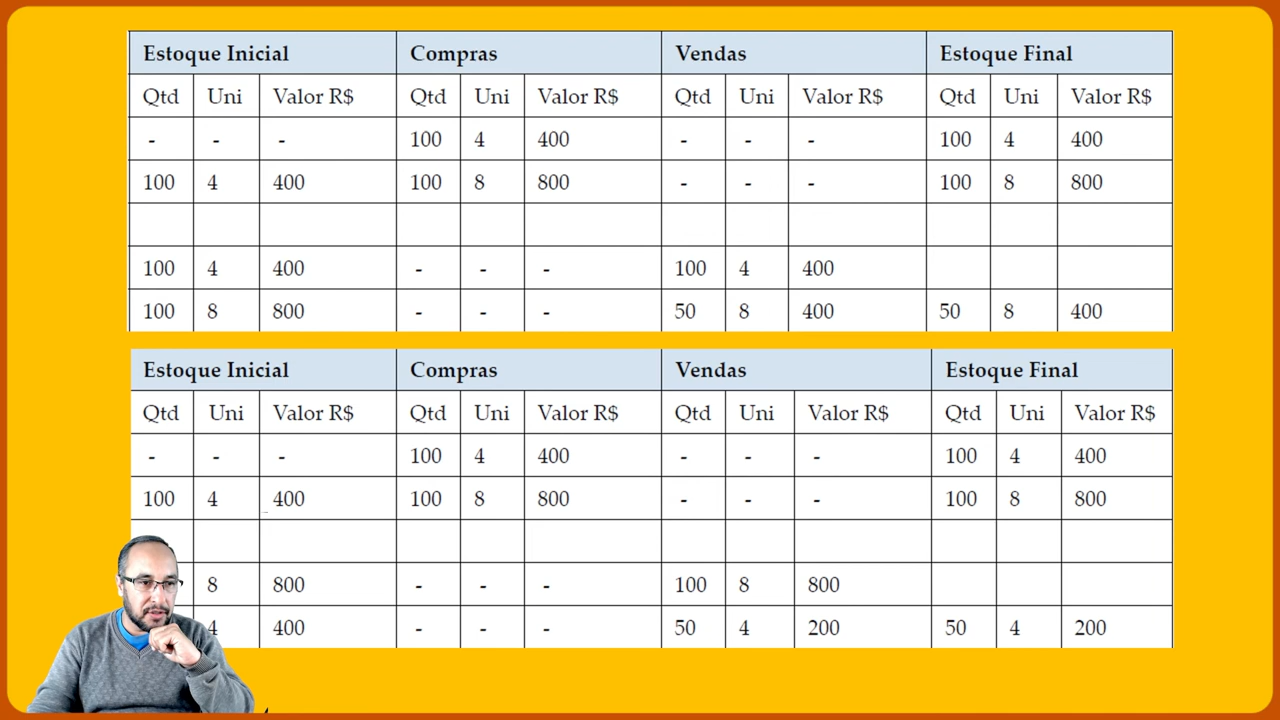 Estoque Inicial Compras Vendas Estoque Final
Qtd Uni Valor R$ Qtd Uni Valor R$ Qtd Uni Valor R$ Qtd Uni Valor R$
- - - 100 4 400 - - - 100 4 400
100 4 400 100 8 800 - - - 100 8 800
100 4 400 - - - 100 4 400
100 8 800 - - - 50 8 400 50 8 400
Estoque Inicial Compras Vendas Estoque Final
Qtd Uni Valor R$ Qtd Uni Valor R$ Qtd Uni Valor R$ Qtd Uni Valor R$
- - - 100 4 400 - - - 100 4 400
100 4 400 100 8 800 - - - 100 8 800
8 800 - - - 100 8 800
4 400 - - - 50 4 200 50 4 200